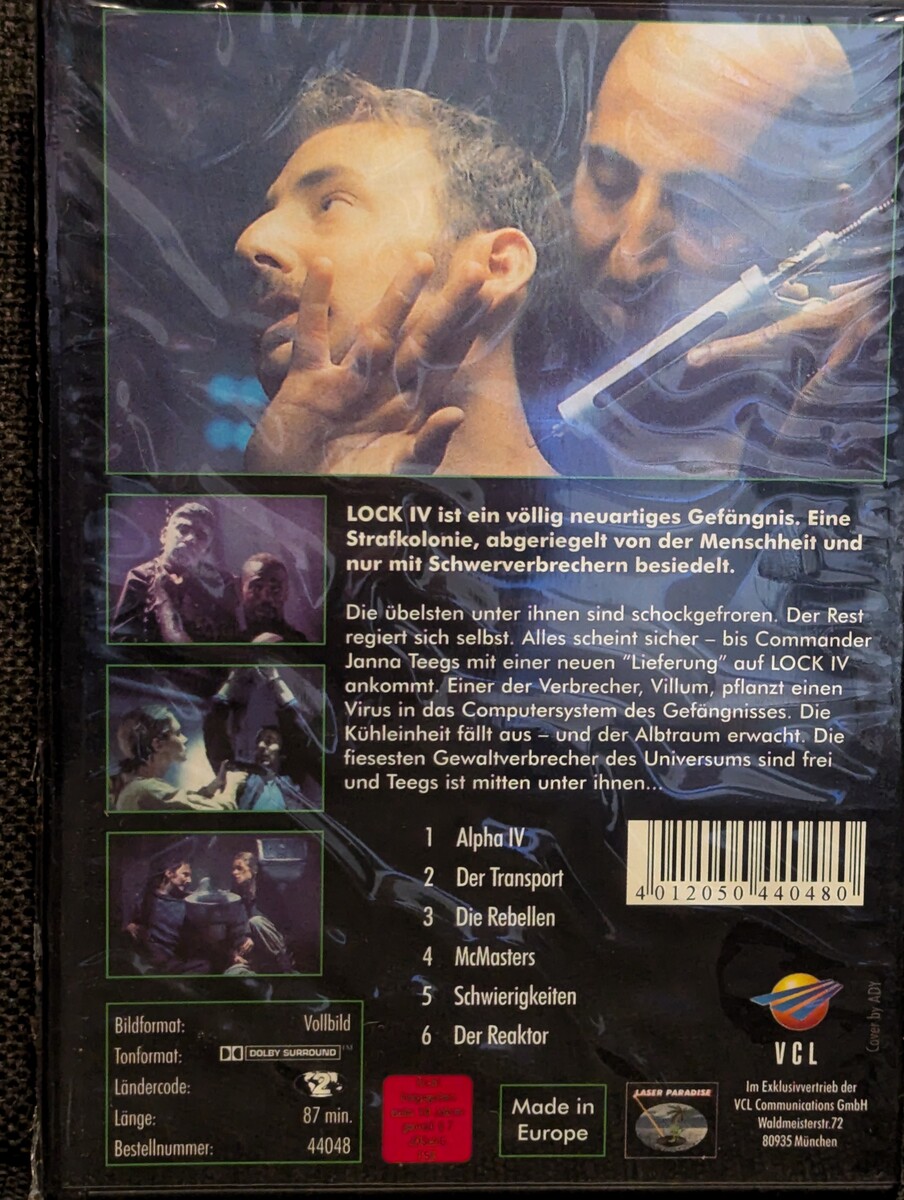 LOCK IV ist ein völlig neuartiges Gefängnis. Eine
Strafkolonie, abgeriegelt von der Menschheit und
nur mit Schwerverbrechern besiedelt.
Die übelsten unter ihnen sind schockgefroren. Der Rest
regiert sich selbst. Alles scheint sicher – bis Commander
Janna Teegs mit einer neuen "Lieferung" auf LOCK IV
ankommt. Einer der Verbrecher, Villum, pflanzt einen
Virus in das Computersystem des Gefängnisses. Die
Kühleinheit fällt aus – und der Albtraum erwacht. Die
fiesesten Gewaltverbrecher des Universums sind frei
und Teegs ist mitten unter ihnen...
1 Alpha IV
2 Der Transport
3 Die Rebellen
4 McMasters
5 Schwierigkeiten
6 Der Reaktor
4 012050 440480
Bildformat: Vollbild
Tonformat: DOLBY SURROUND™
Ländercode: 2
Länge: 87 min.
Bestellnummer: 44048
Made in
Europe
LASER PARADISE
VCL
Cover by ADY
Im Exklusivvertrieb der
VCL Communications GmbH
Waldmeisterstr.72
80935 München